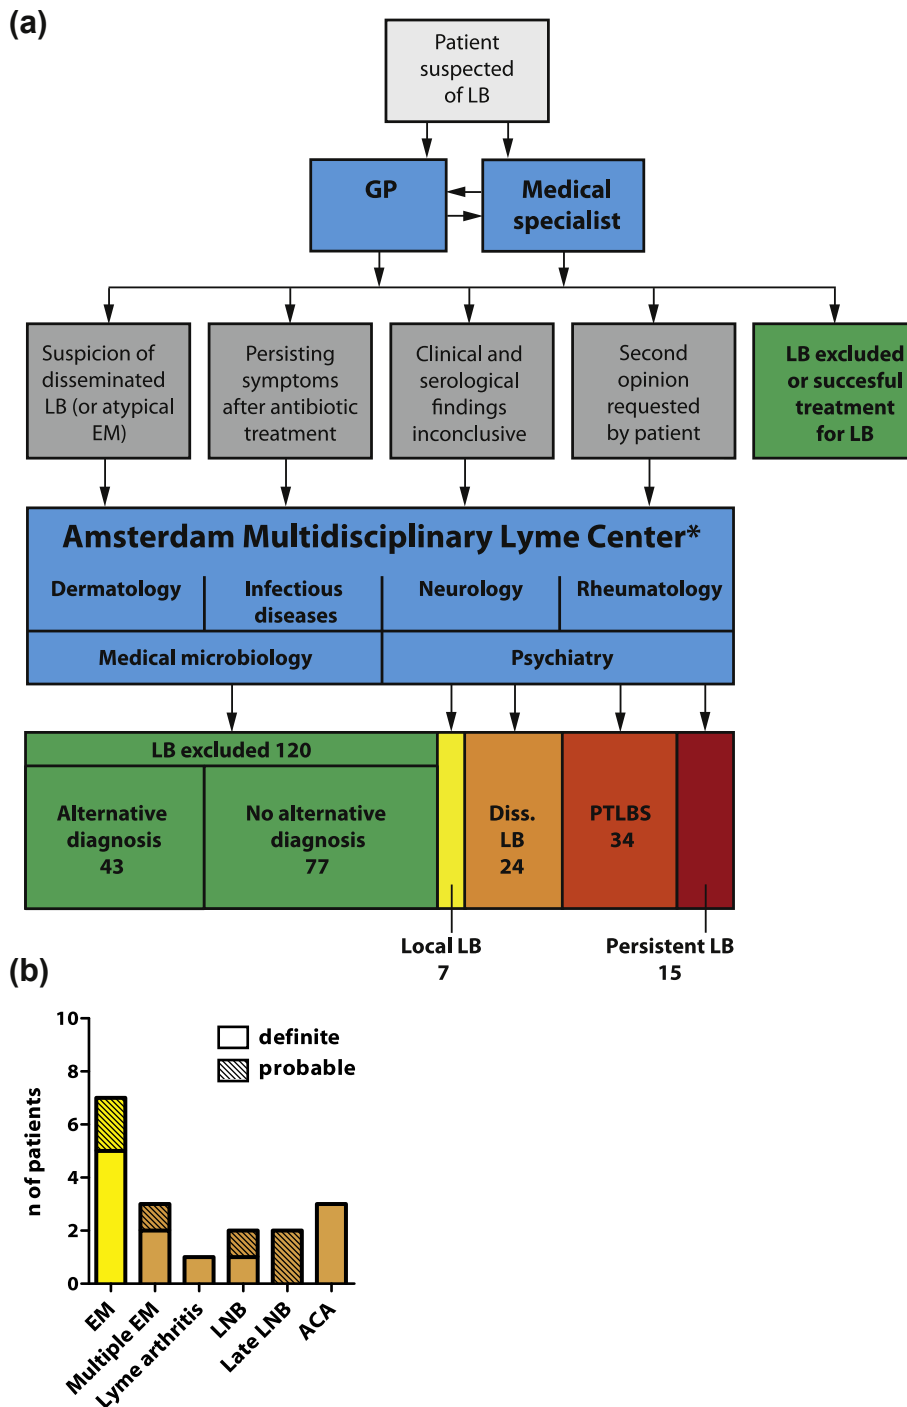 (a)
Patient
suspected
of LB
GP
Medical
specialist
Suspicion of
disseminated
LB (or atypical
EM)
Persisting
symptoms
after antibiotic
treatment
Clinical and
serological
findings
inconclusive
Second
opinion
requested
by patient
LB excluded
or succesful
treatment
for LB
Amsterdam Multidisciplinary Lyme Center*
Dermatology
Infectious
diseases
Neurology
Rheumatology
Medical microbiology
Psychiatry
LB excluded 120
Alternative
diagnosis
43
No alternative
diagnosis
77
Diss.
LB
24
PTLBS
34
Local LB
7
Persistent LB
15
(b)
n of patients
10
8
6
4
2
0
definite
probable
EM
Multiple EM
Lyme arthritis
LNB
Late LNB
ACA